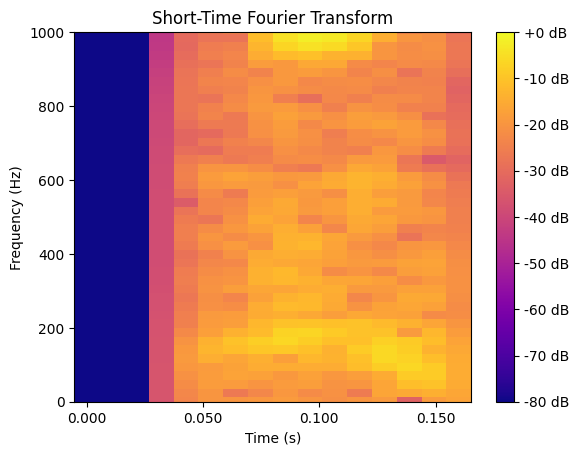 Short-Time Fourier Transform
Frequency (Hz)
1000
800
600
400
200
0
0.000 0.050 0.100 0.150
Time (s)
+0 dB
-10 dB
-20 dB
-30 dB
-40 dB
-50 dB
-60 dB
-70 dB
-80 dB